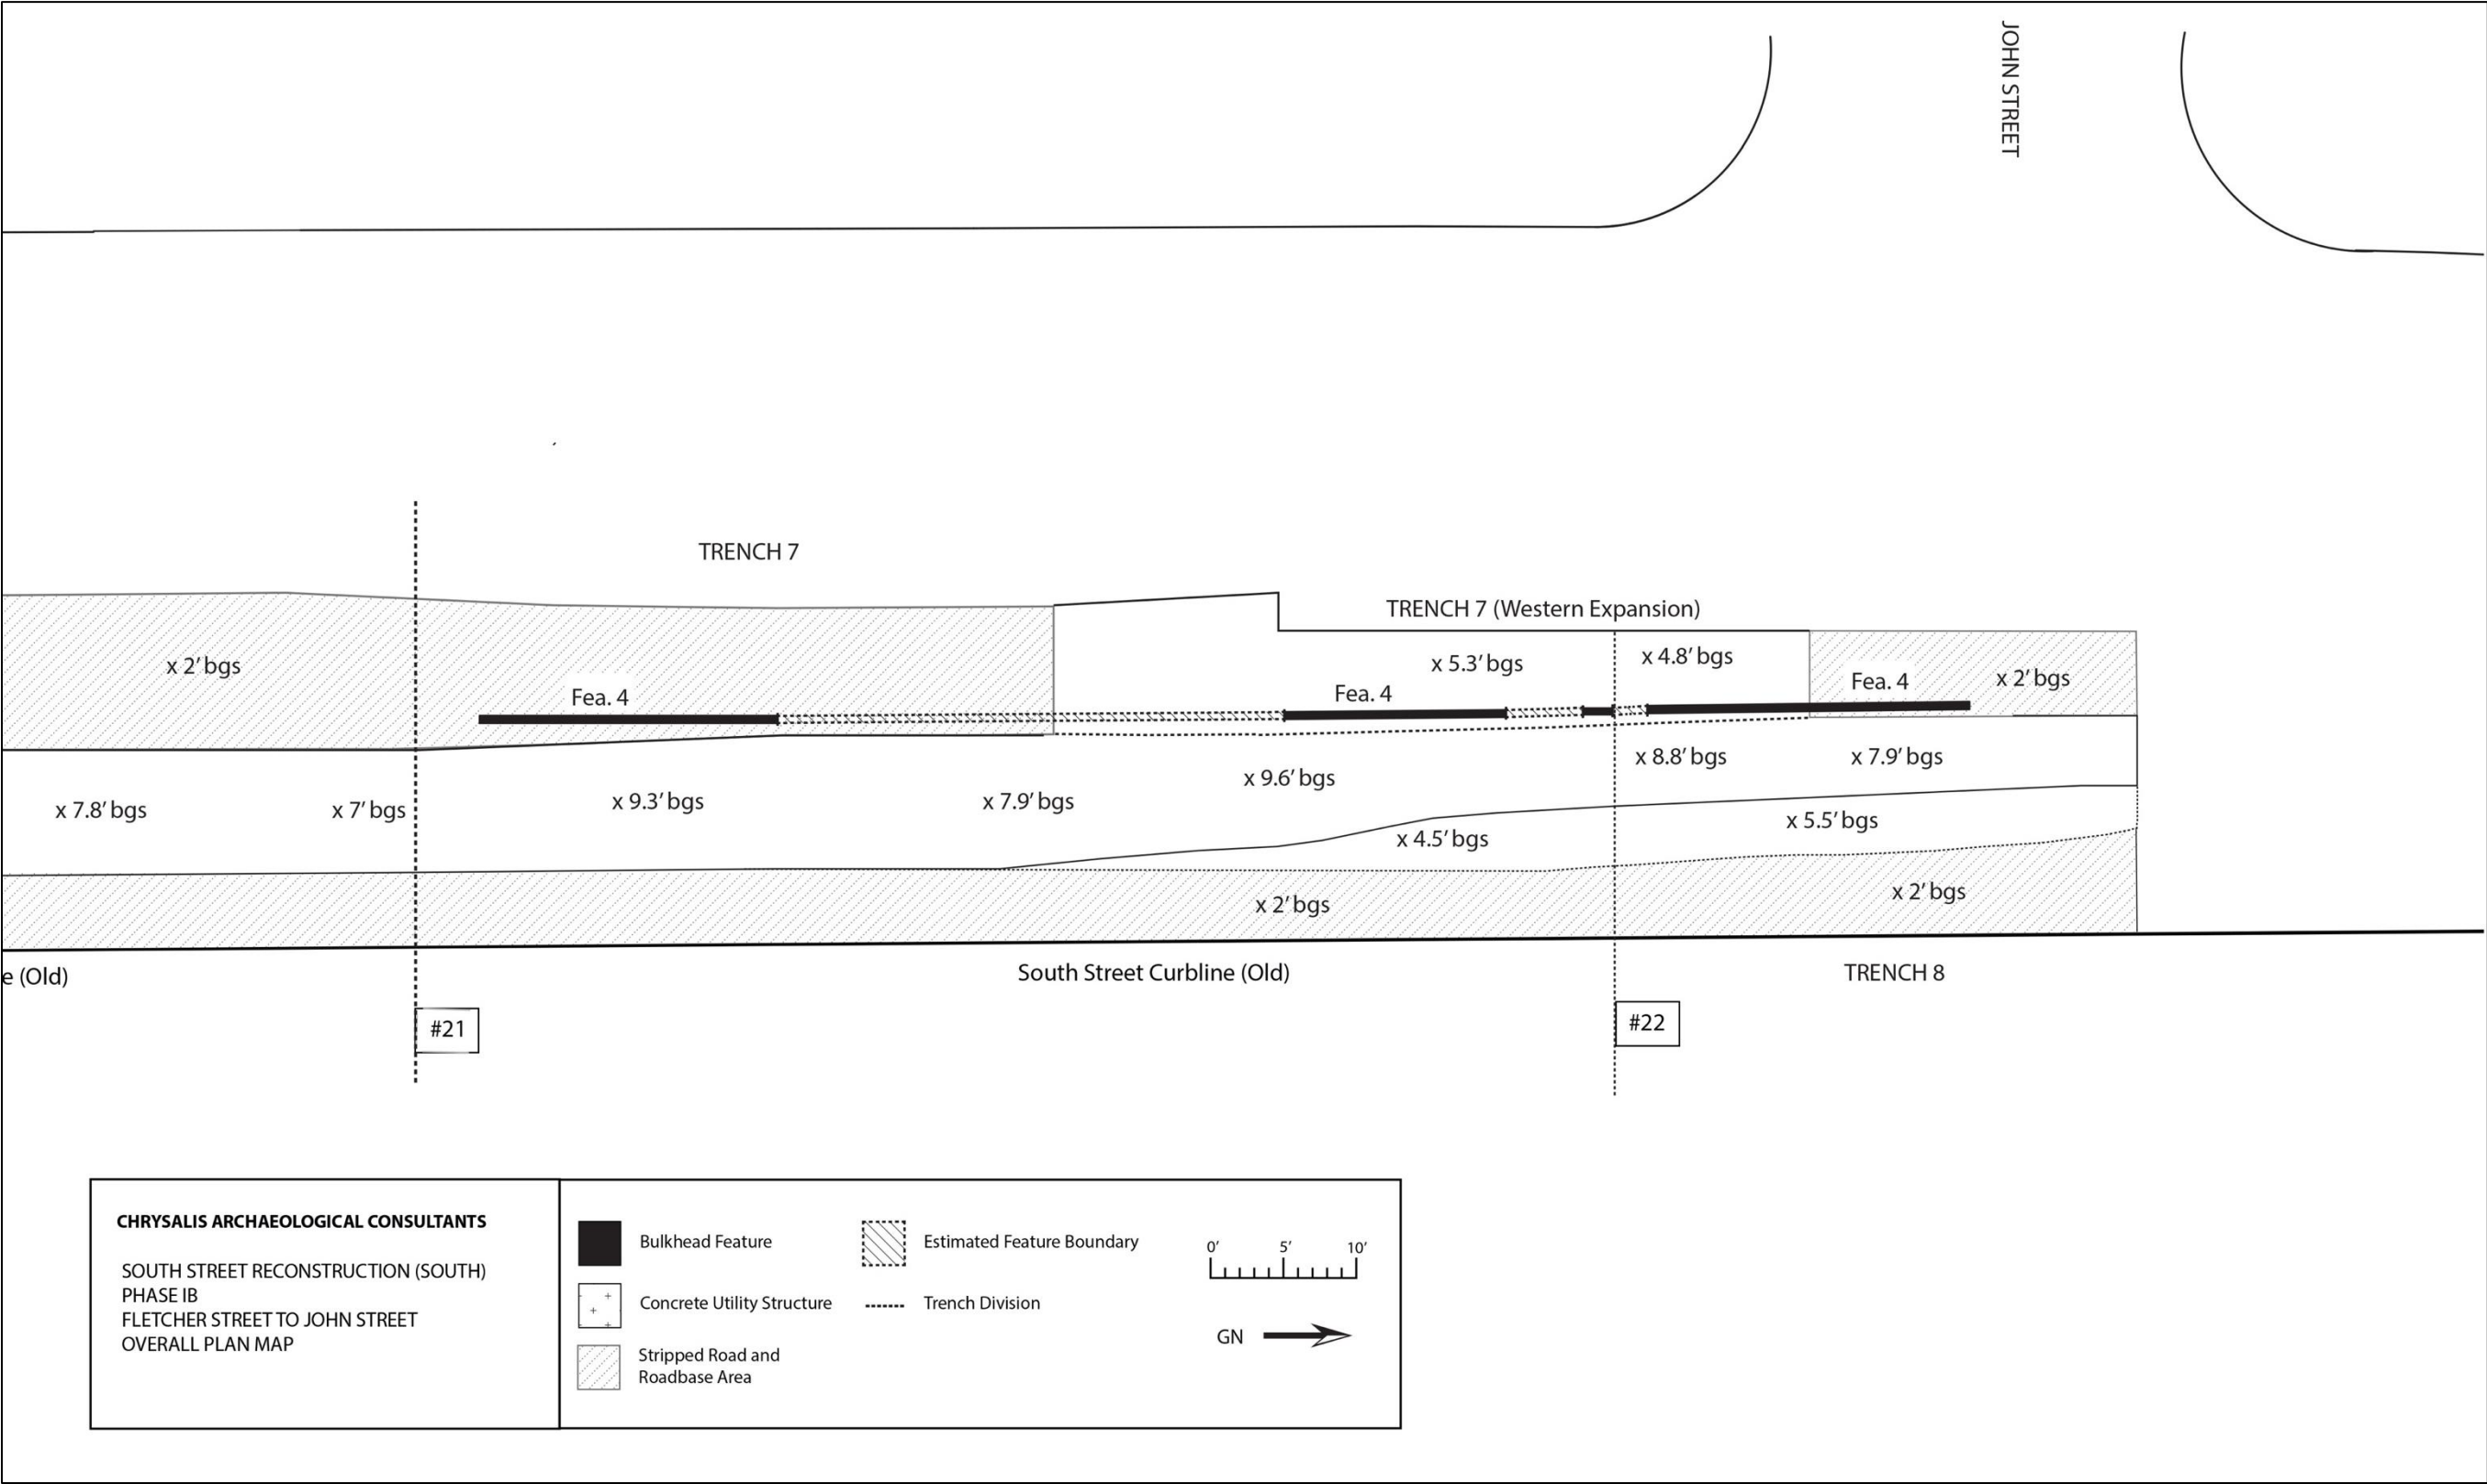 JOHN STREET
TRENCH 7
TRENCH 7 (Western Expansion)
x 2' bgs
Fea. 4
x 5.3' bgs
x 4.8' bgs
Fea. 4
Fea. 4
x 2' bgs
x 7.8' bgs
x 7' bgs
x 9.3' bgs
x 7.9' bgs
x 9.6' bgs
x 8.8' bgs
x 7.9' bgs
x 4.5' bgs
x 5.5' bgs
x 2' bgs
x 2' bgs
e (Old)
South Street Curbline (Old)
TRENCH 8
#21
#22
CHRYSALIS ARCHAEOLOGICAL CONSULTANTS
SOUTH STREET RECONSTRUCTION (SOUTH)
PHASE IB
FLETCHER STREET TO JOHN STREET
OVERALL PLAN MAP
Bulkhead Feature
Concrete Utility Structure
Stripped Road and
Roadbase Area
Estimated Feature Boundary
Trench Division
0' 5' 10'
GN